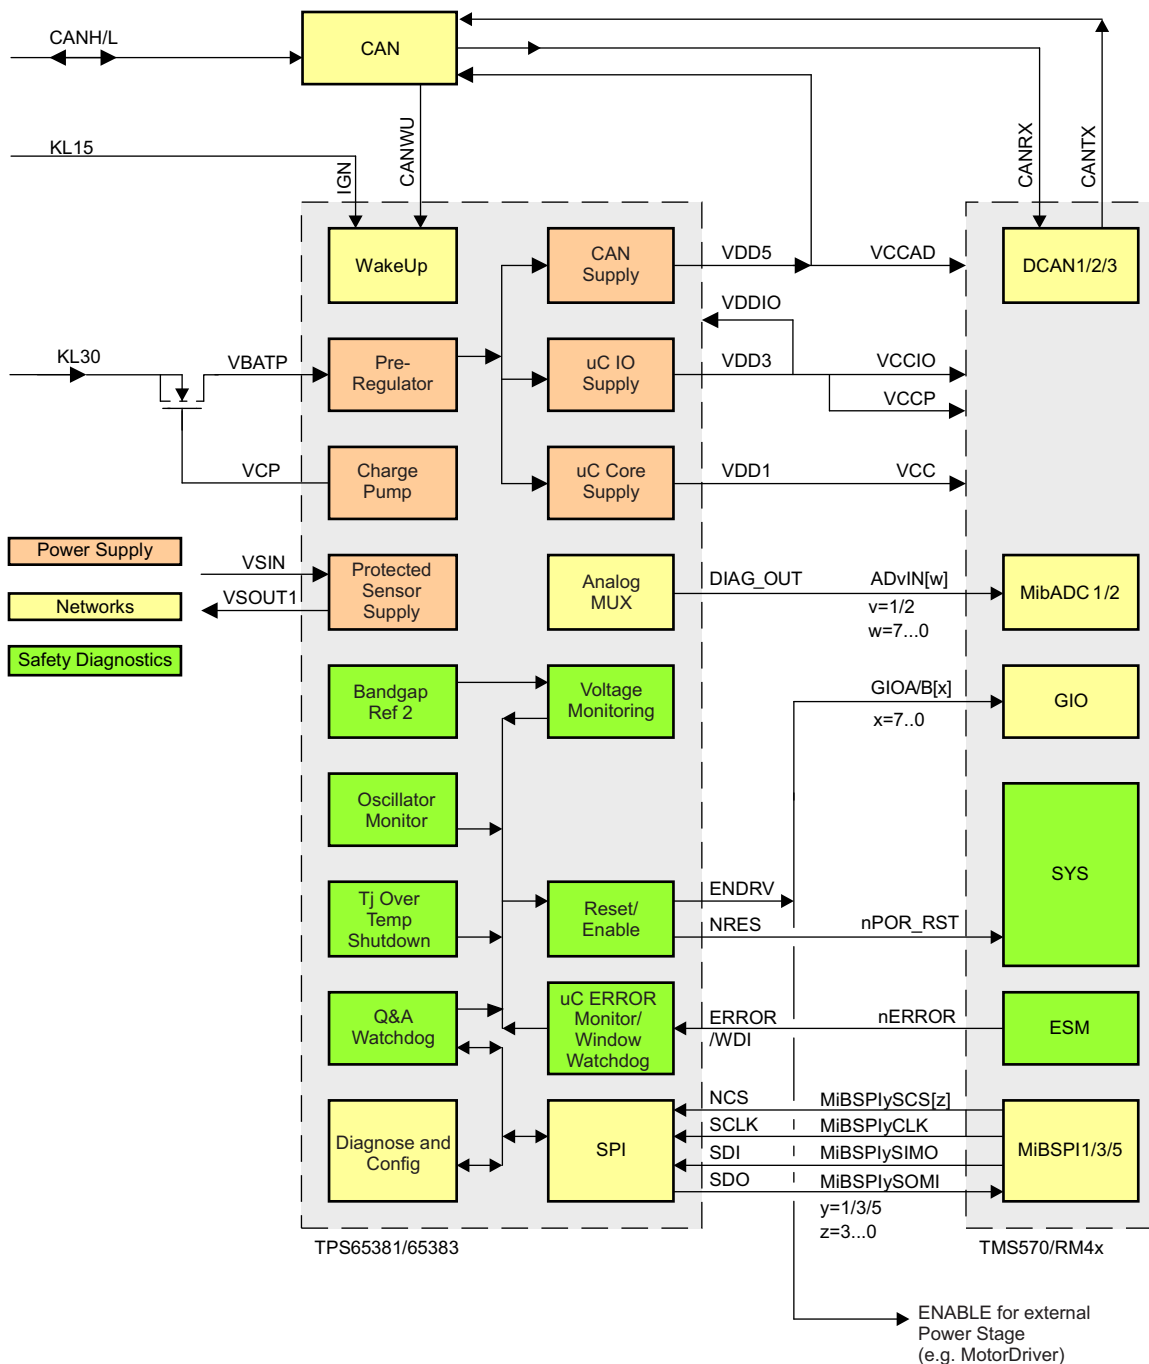 CANH/L
CAN
KL15
IGN
CANWU
CANRX
CANTX
WakeUp
CAN
Supply
VDD5
VCCAD
DCAN1/2/3
VDDIO
KL30
VBATP
Pre-
Regulator
uC IO
Supply
VDD3
VCCIO
VCCP
VCP
Charge
Pump
uC Core
Supply
VDD1
VCC
Power Supply
Networks
Safety Diagnostics
VSIN
VSOUT1
Protected
Sensor
Supply
Analog
MUX
DIAG_OUT
ADvIN[w]
v=1/2
w=7...0
MibADC 1/2
Bandgap
Ref 2
Voltage
Monitoring
GIOA/B[x]
x=7..0
GIO
Oscillator
Monitor
SYS
Tj Over
Temp
Shutdown
Reset/
Enable
ENDRV
NRES
nPOR_RST
Q&A
Watchdog
uC ERROR
Monitor/
Window
Watchdog
ERROR
/WDI
nERROR
ESM
Diagnose and
Config
SPI
NCS
MiBSPIySCS[z]
SCLK
MiBSPIyCLK
SDI
MiBSPIySIMO
SDO
MiBSPIySOMI
y=1/3/5
z=3...0
MiBSPI1/3/5
TPS65381/65383
TMS570/RM4x
ENABLE for external
Power Stage
(e.g. MotorDriver)